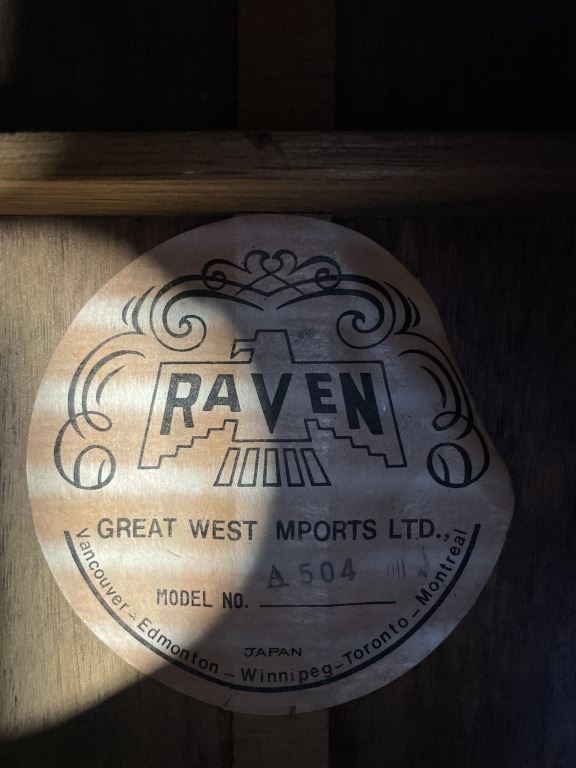 RAVEN
GREAT WEST MPORTS LTD.,
A 504
MODEL NO.
JAPAN
Vancouver - Edmonton - Winnipeg - Toronto - Montreal